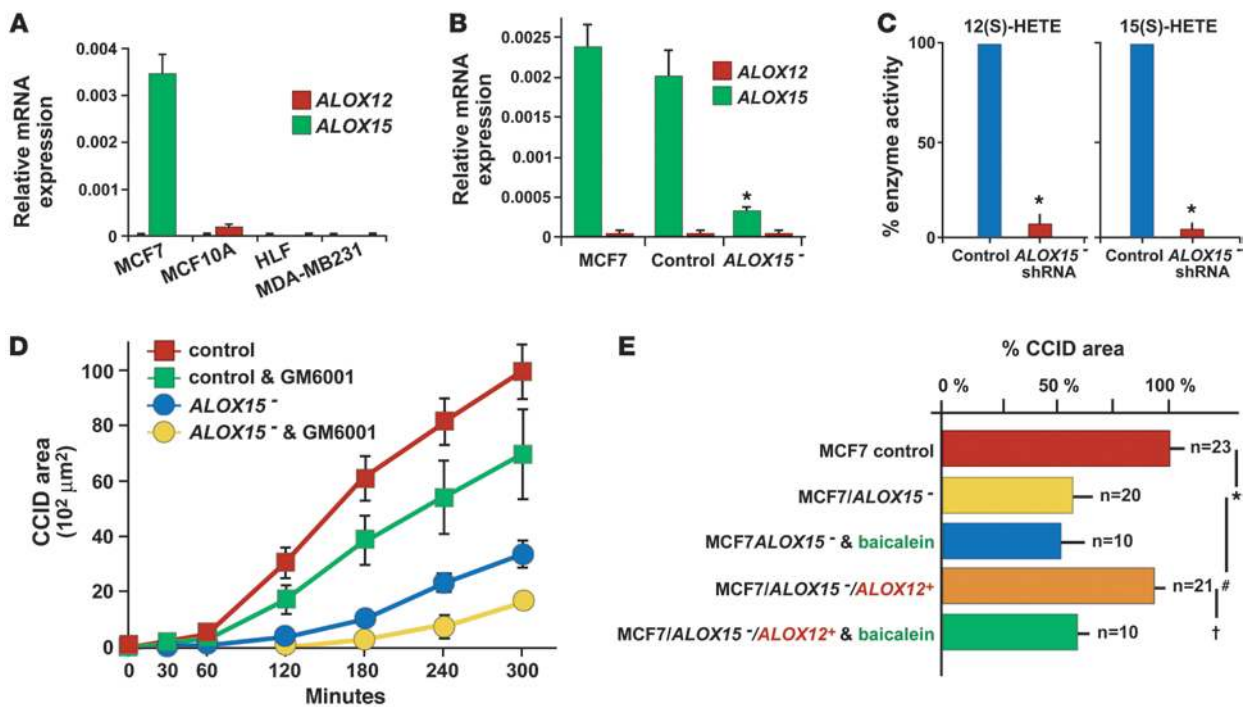 A
Relative mRNA
expression
0.004
0.003
0.002
0.001
0
ALOX12
ALOX15
MCF7
MCF10A
HLF
MDA-MB231
B
Relative mRNA
expression
0.0025
0.002
0.0015
0.001
0.0005
0
ALOX12
ALOX15
*
MCF7
Control
ALOX15 -
C
12(S)-HETE
15(S)-HETE
% enzyme activity
100
50
0
100
50
0
*
*
Control ALOX15 -
shRNA
Control ALOX15 -
shRNA
D
control
control & GM6001
ALOX15 -
ALOX15 - & GM6001
CCID area
(10² µm²)
100
80
60
40
20
0
0 30 60 120 180 240 300
Minutes
E
% CCID area
0 % 50 % 100 %
MCF7 control n=23
*
MCF7/ALOX15 - n=20
MCF7ALOX15 - & baicalein n=10
MCF7/ALOX15 -/ALOX12+ n=21 #
MCF7/ALOX15 -/ALOX12+ & baicalein n=10 †